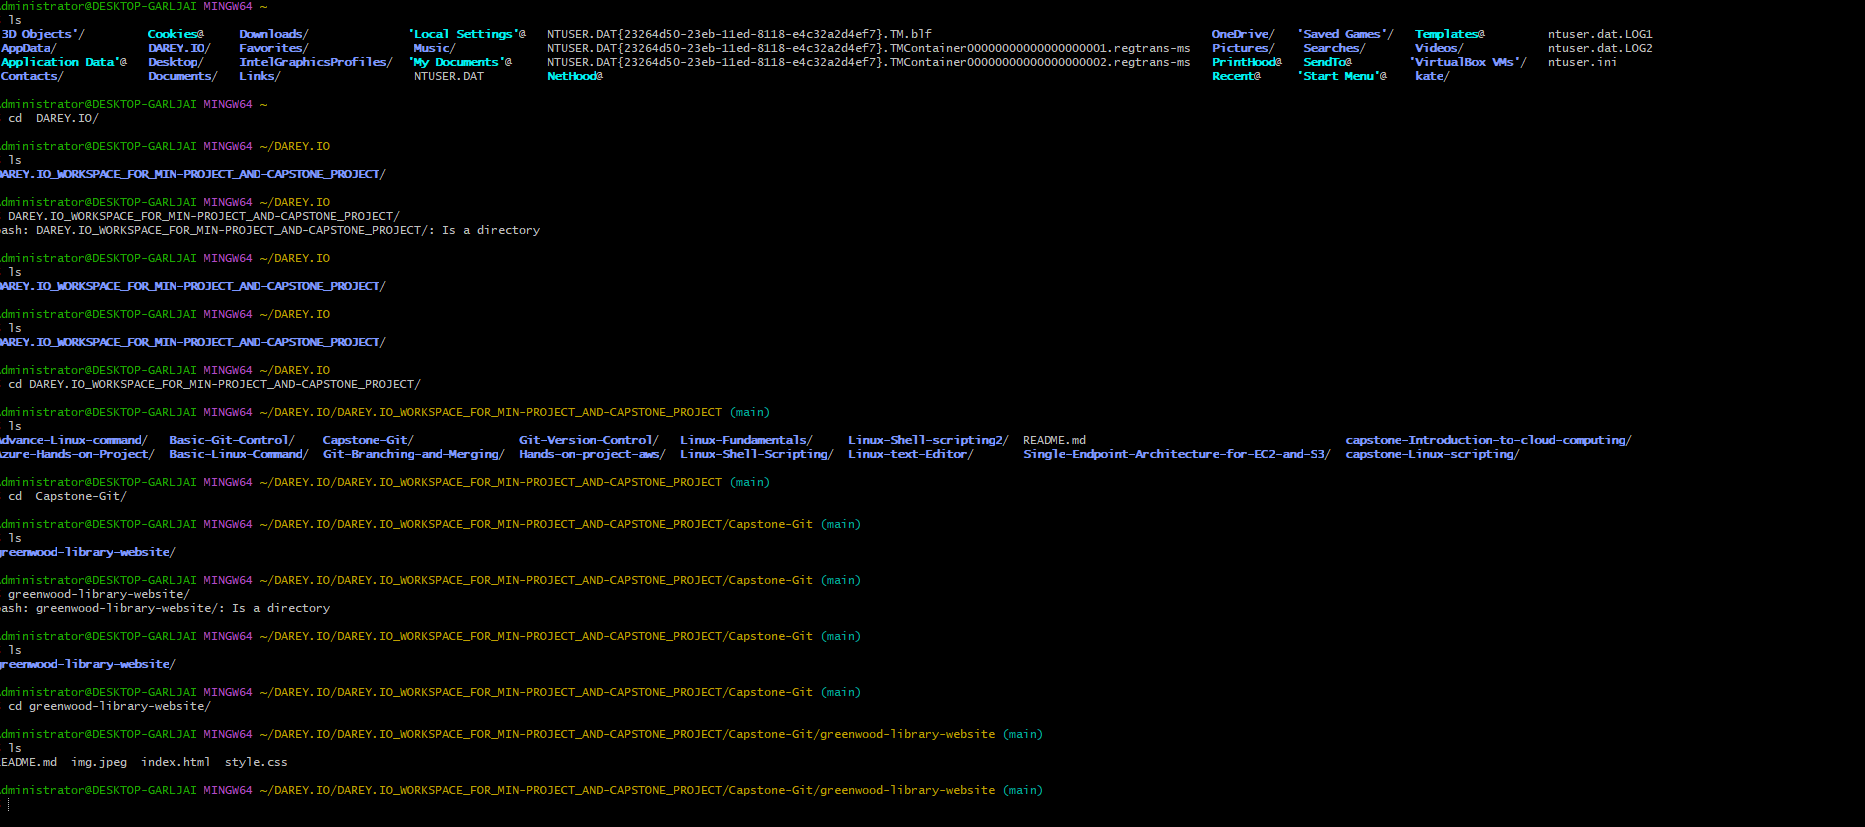 dministrator@DESKTOP-GARLJAI MINGW64 ~
ls
3D Objects'/ Cookies@ Downloads/ 'Local Settings'@ NTUSER.DAT{23264d50-23eb-11ed-8118-e4c32a2d4ef7}.TM.blf OneDrive/ 'Saved Games'/ Templates@ ntuser.dat.LOG1
AppData/ DAREY.IO/ Favorites/ Music/ NTUSER.DAT{23264d50-23eb-11ed-8118-e4c32a2d4ef7}.TMContainer00000000000000000001.regtrans-ms Pictures/ Searches/ Videos/ ntuser.dat.LOG2
Application Data'@ Desktop/ IntelGraphicsProfiles/ 'My Documents'@ NTUSER.DAT{23264d50-23eb-11ed-8118-e4c32a2d4ef7}.TMContainer00000000000000000002.regtrans-ms PrintHood@ SendTo@ 'VirtualBox VMs'/ ntuser.ini
Contacts/ Documents/ Links/ NTUSER.DAT NetHood@ Recent@ 'Start Menu'@ kate/
dministrator@DESKTOP-GARLJAI MINGW64 ~
cd  DAREY.IO/
dministrator@DESKTOP-GARLJAI MINGW64 ~/DAREY.IO
ls
DAREY.IO_WORKSPACE_FOR_MIN-PROJECT_AND-CAPSTONE_PROJECT/
dministrator@DESKTOP-GARLJAI MINGW64 ~/DAREY.IO
DAREY.IO_WORKSPACE_FOR_MIN-PROJECT_AND-CAPSTONE_PROJECT/
bash: DAREY.IO_WORKSPACE_FOR_MIN-PROJECT_AND-CAPSTONE_PROJECT/: Is a directory
dministrator@DESKTOP-GARLJAI MINGW64 ~/DAREY.IO
ls
DAREY.IO_WORKSPACE_FOR_MIN-PROJECT_AND-CAPSTONE_PROJECT/
dministrator@DESKTOP-GARLJAI MINGW64 ~/DAREY.IO
ls
DAREY.IO_WORKSPACE_FOR_MIN-PROJECT_AND-CAPSTONE_PROJECT/
dministrator@DESKTOP-GARLJAI MINGW64 ~/DAREY.IO
cd DAREY.IO_WORKSPACE_FOR_MIN-PROJECT_AND-CAPSTONE_PROJECT/
dministrator@DESKTOP-GARLJAI MINGW64 ~/DAREY.IO/DAREY.IO_WORKSPACE_FOR_MIN-PROJECT_AND-CAPSTONE_PROJECT (main)
ls
Advance-Linux-command/ Basic-Git-Control/ Capstone-Git/ Git-Version-Control/ Linux-Fundamentals/ Linux-Shell-scripting2/ README.md capstone-Introduction-to-cloud-computing/
Azure-Hands-on-Project/ Basic-Linux-Command/ Git-Branching-and-Merging/ Hands-on-project-aws/ Linux-Shell-Scripting/ Linux-text-Editor/ Single-Endpoint-Architecture-for-EC2-and-S3/ capstone-Linux-scripting/
dministrator@DESKTOP-GARLJAI MINGW64 ~/DAREY.IO/DAREY.IO_WORKSPACE_FOR_MIN-PROJECT_AND-CAPSTONE_PROJECT (main)
cd  Capstone-Git/
dministrator@DESKTOP-GARLJAI MINGW64 ~/DAREY.IO/DAREY.IO_WORKSPACE_FOR_MIN-PROJECT_AND-CAPSTONE_PROJECT/Capstone-Git (main)
ls
greenwood-library-website/
dministrator@DESKTOP-GARLJAI MINGW64 ~/DAREY.IO/DAREY.IO_WORKSPACE_FOR_MIN-PROJECT_AND-CAPSTONE_PROJECT/Capstone-Git (main)
greenwood-library-website/
bash: greenwood-library-website/: Is a directory
dministrator@DESKTOP-GARLJAI MINGW64 ~/DAREY.IO/DAREY.IO_WORKSPACE_FOR_MIN-PROJECT_AND-CAPSTONE_PROJECT/Capstone-Git (main)
ls
greenwood-library-website/
dministrator@DESKTOP-GARLJAI MINGW64 ~/DAREY.IO/DAREY.IO_WORKSPACE_FOR_MIN-PROJECT_AND-CAPSTONE_PROJECT/Capstone-Git (main)
cd greenwood-library-website/
dministrator@DESKTOP-GARLJAI MINGW64 ~/DAREY.IO/DAREY.IO_WORKSPACE_FOR_MIN-PROJECT_AND-CAPSTONE_PROJECT/Capstone-Git/greenwood-library-website (main)
ls
EADME.md img.jpeg index.html style.css
dministrator@DESKTOP-GARLJAI MINGW64 ~/DAREY.IO/DAREY.IO_WORKSPACE_FOR_MIN-PROJECT_AND-CAPSTONE_PROJECT/Capstone-Git/greenwood-library-website (main)